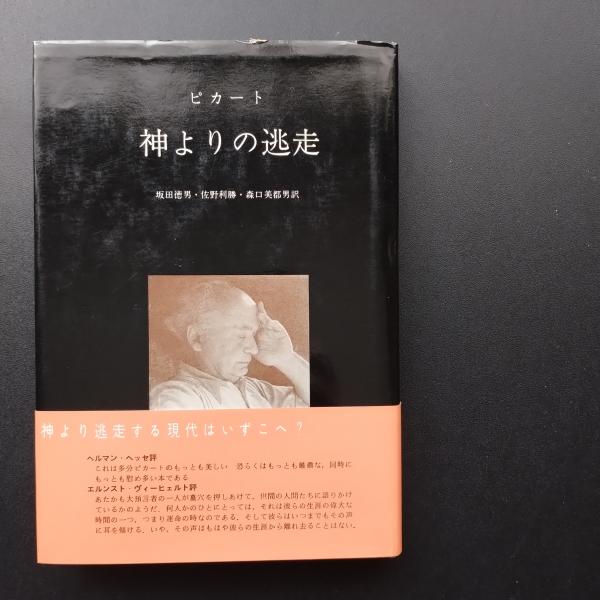 ピカート
神よりの逃走
坂田徳男・佐野利勝・森口美都男訳
神より逃走する現代はいずこへ?
ヘルマン・ヘッセ評
これは多分ピカートのもっとも美しい 恐らくはもっとも厳粛な，同時に
もっとも慰め多い本である
エルンスト・ヴィーヒェルト評
あたかも大預言者の一人が墓穴を押しあけて，世間の人間たちに語りかけ
ているかのようだ．何人かのひとにとっては，それは彼らの生涯の偉大な
時間の一つ，つまり運命の時なのである．そして彼らはいつまでもその声
に耳を傾ける．いや，その声はもはや彼らの生涯から離れ去ることはない．